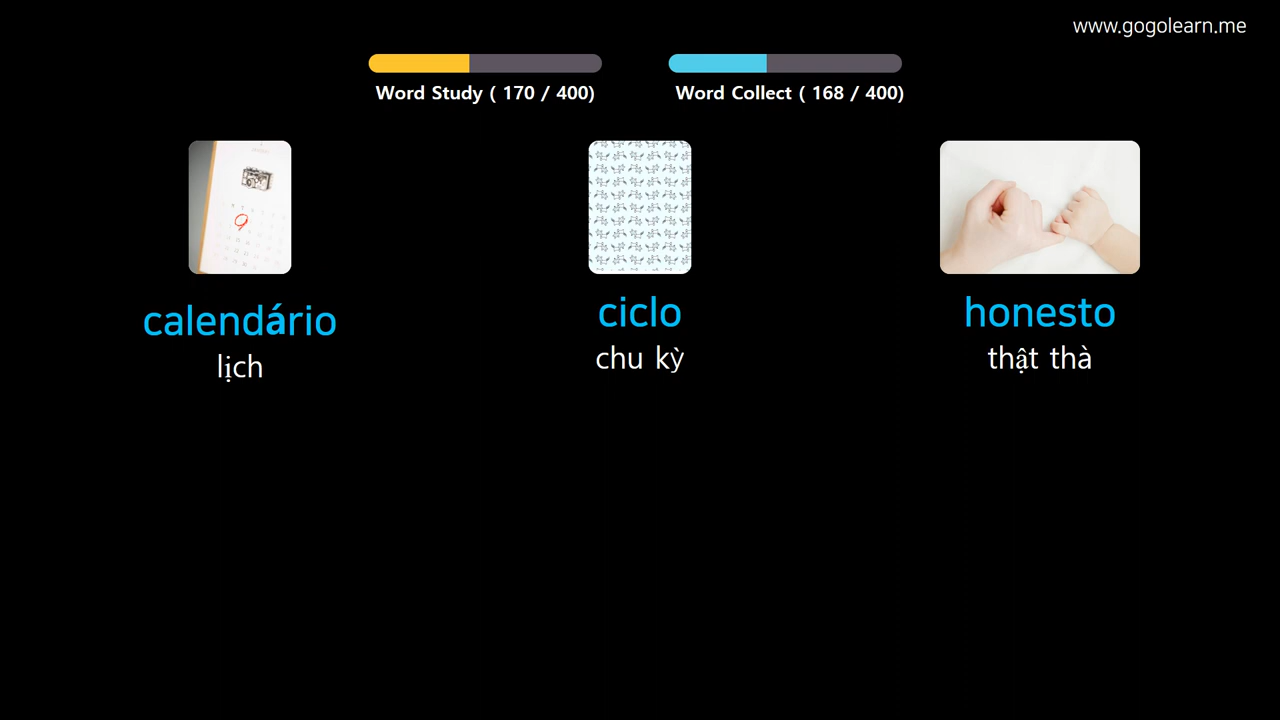 www.gogolearn.me
Word Study ( 170 / 400)
Word Collect ( 168 / 400)
calendário
lịch
ciclo
chu kỳ
honesto
thật thà